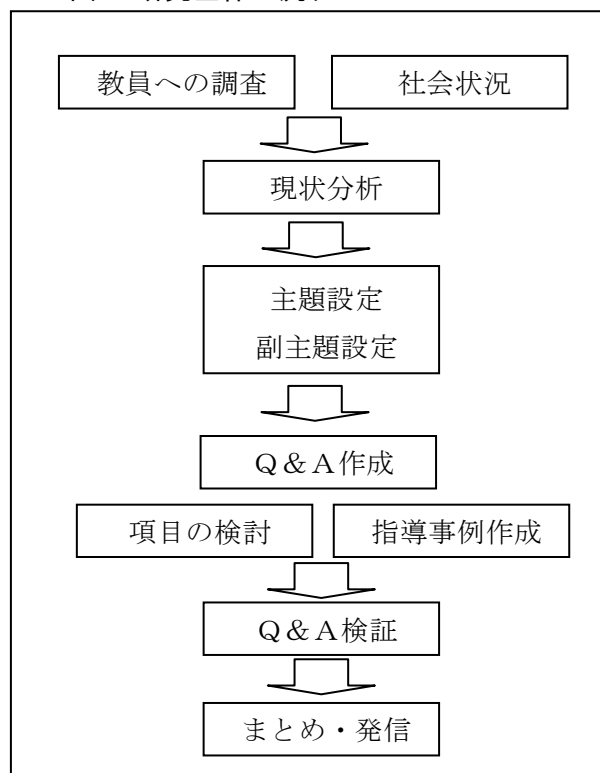 教員への調査
社会状況
現状分析
主題設定
副主題設定
Ｑ＆Ａ作成
項目の検討
指導事例作成
Ｑ＆Ａ検証
まとめ・発信